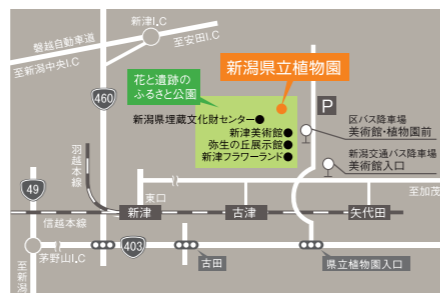 新津I.C
磐越自動車道
至安田I.C
至新潟中央I.C
新潟県立植物園
花と遺跡の
ふるさと公園
460
P
新潟県埋蔵文化財センター
新津美術館
弥生の丘展示館
新津フラワーランド
区バス降車場
美術館・植物園前
新潟交通バス降車場
美術館入口
羽越本線
49
東口
至加茂
信越本線
新津
古津
矢代田
403
茅野山I.C
至新潟
古田
県立植物園入口